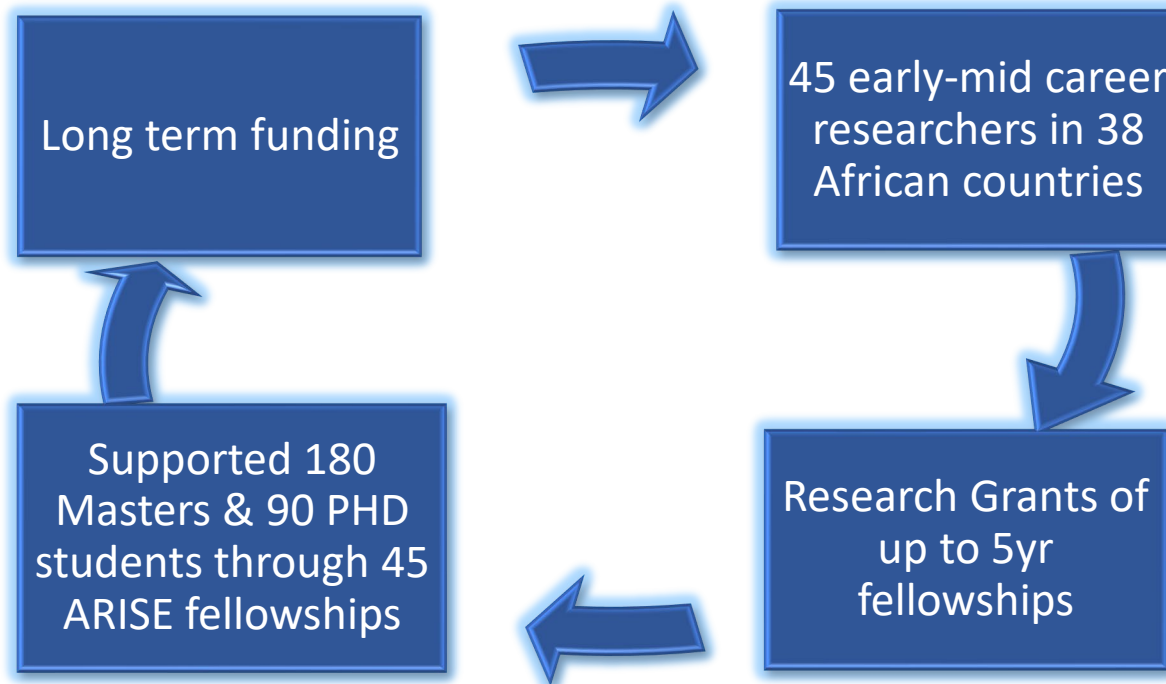 Long term funding
45 early-mid career
researchers in 38
African countries
Research Grants of
up to 5yr
fellowships
Supported 180
Masters & 90 PHD
students through 45
ARISE fellowships